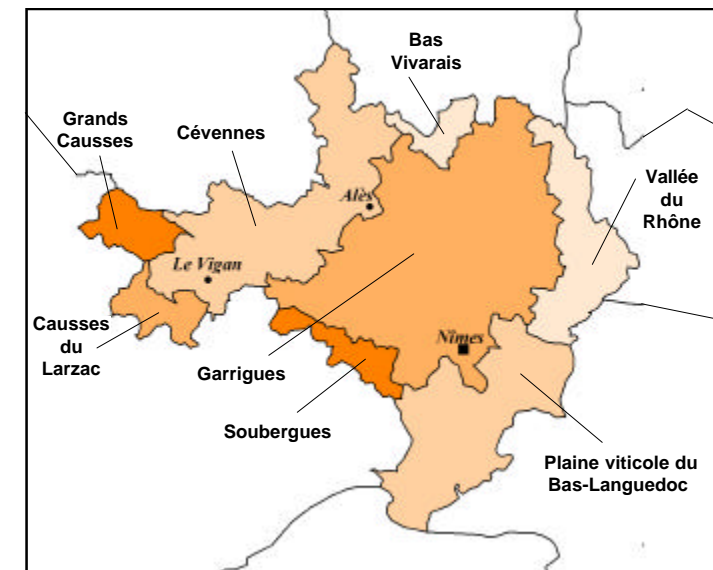 Bas
Vivarais
Grands
Causses
Cévennes
Vallée
du
Rhône
Alès
Le Vigan
Causses
du
Larzac
Nîmes
Garrigues
Soubergues
Plaine viticole du
Bas-Languedoc